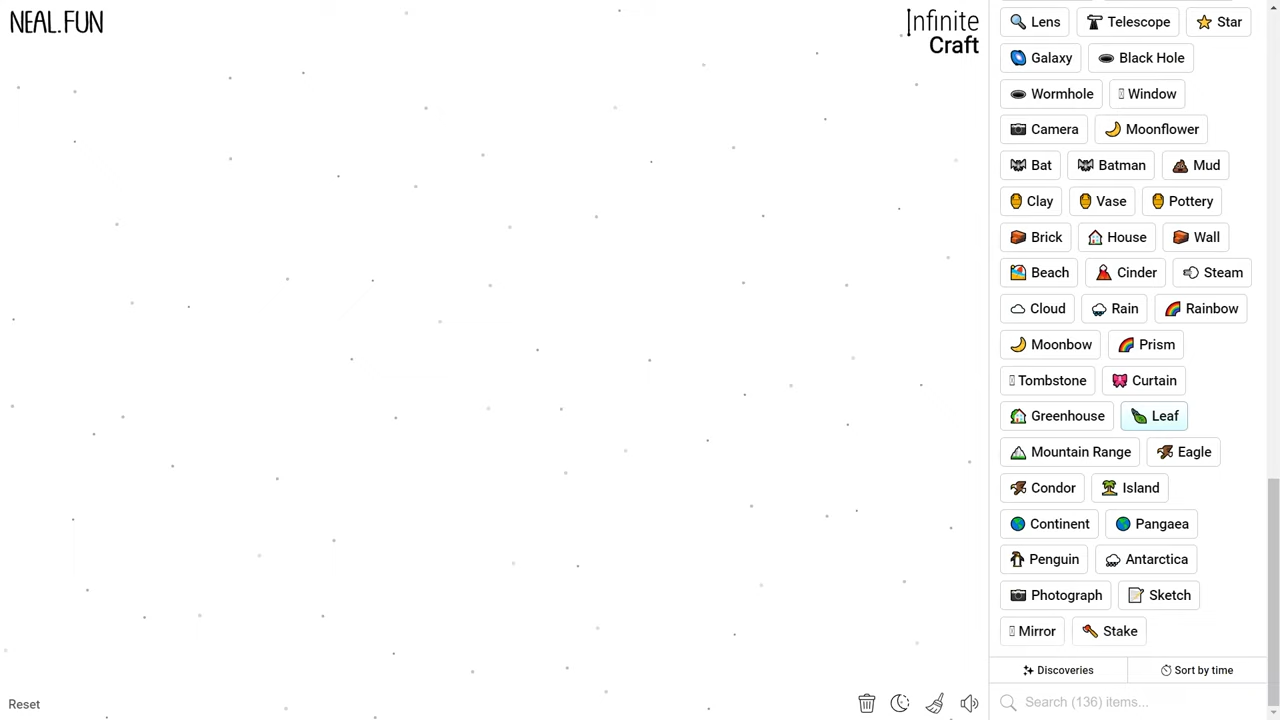 NEAL.FUN
Infinite
Craft
Lens Telescope Star
Galaxy Black Hole
Wormhole Window
Camera Moonflower
Bat Batman Mud
Clay Vase Pottery
Brick House Wall
Beach Cinder Steam
Cloud Rain Rainbow
Moonbow Prism
Tombstone Curtain
Greenhouse Leaf
Mountain Range Eagle
Condor Island
Continent Pangaea
Penguin Antarctica
Photograph Sketch
Mirror Stake
Discoveries Sort by time
Search (136) items...
Reset